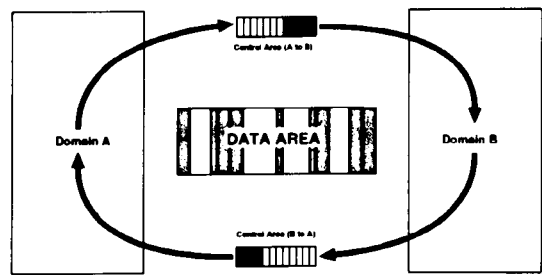 Control Area (A to B)
Domain A
DATA AREA
Domain B
Control Area (B to A)